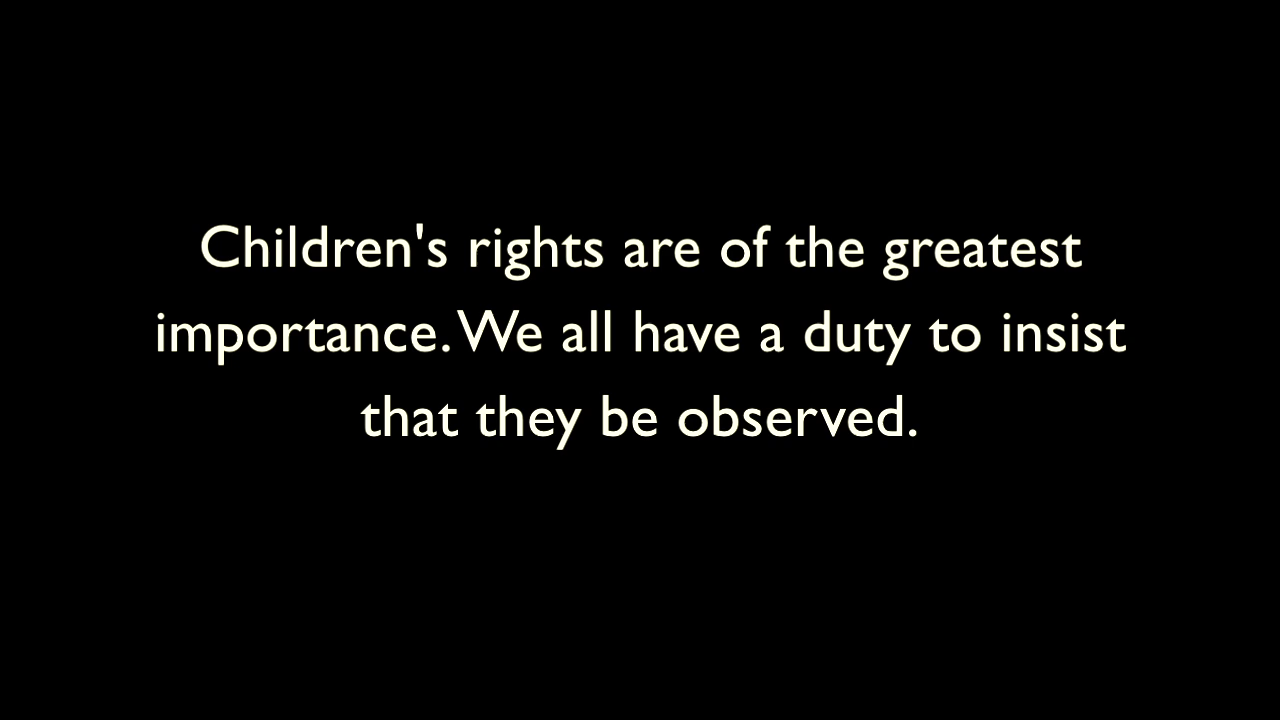 Children's rights are of the greatest
importance. We all have a duty to insist
that they be observed.